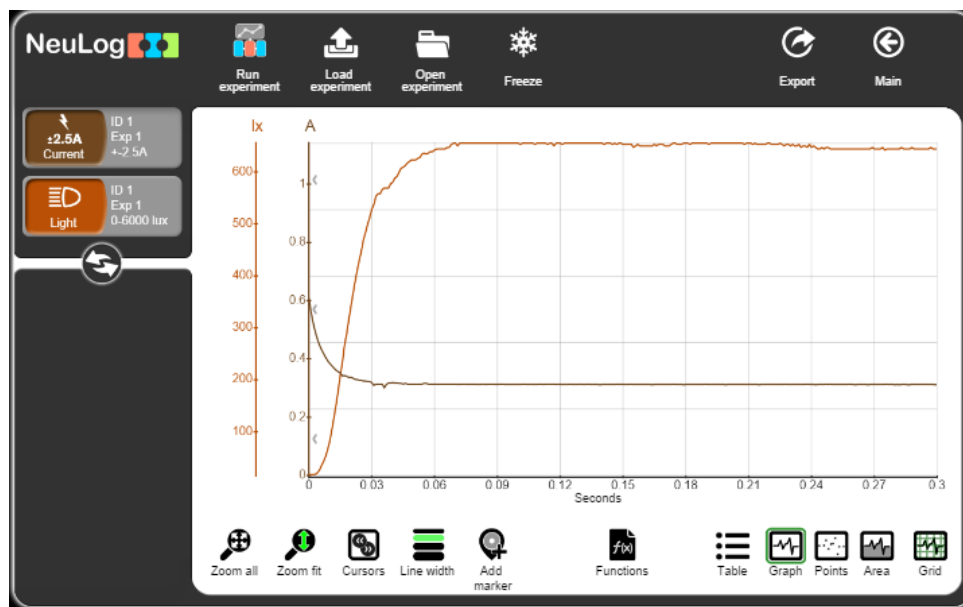 NeuLog
Run
experiment
Load
experiment
Open
experiment
Freeze
Export
Main
±2.5A
Current
ID 1
Exp 1
+-2.5A
Light
ID 1
Exp 1
0-6000 lux
lx
A
600
500
400
300
200
100
1
0.8
0.6
0.4
0.2
0
0
0.03
0.06
0.09
0.12
0.15
0.18
0.21
0.24
0.27
0.3
Seconds
Zoom all
Zoom fit
Cursors
Line width
Add
marker
f(x)
Functions
Table
Graph
Points
Area
Grid